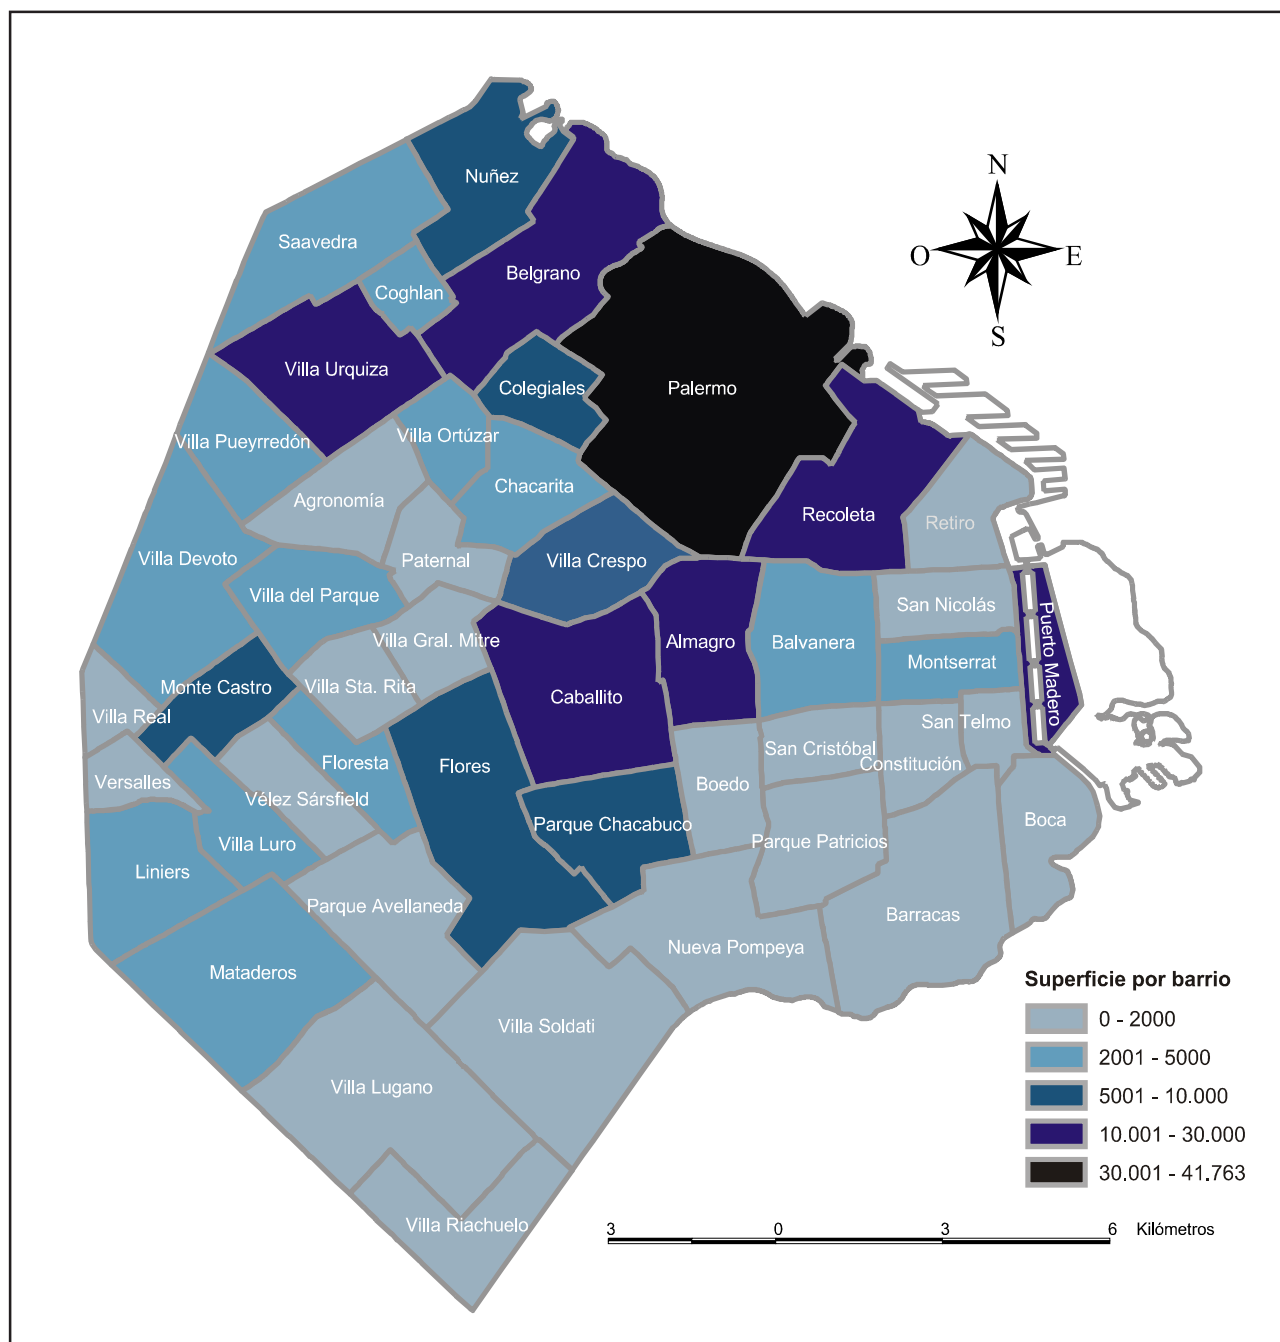 N
O
E
S
Nuñez
Saavedra
Belgrano
Coghlan
Villa Urquiza
Colegiales
Palermo
Villa Pueyrredón
Villa Ortúzar
Chacarita
Agronomía
Recoleta
Retiro
Villa Devoto
Paternal
Villa Crespo
Villa del Parque
San Nicolás
Puerto Madero
Villa Gral. Mitre
Almagro
Balvanera
Montserrat
Monte Castro
Villa Sta. Rita
Caballito
Villa Real
San Telmo
San Cristóbal
Constitución
Floresta
Flores
Versalles
Boedo
Vélez Sársfield
Parque Chacabuco
Boca
Villa Luro
Parque Patricios
Liniers
Parque Avellaneda
Barracas
Nueva Pompeya
Mataderos
Villa Soldati
Villa Lugano
Villa Riachuelo
Superficie por barrio
0 - 2000
2001 - 5000
5001 - 10.000
10.001 - 30.000
30.001 - 41.763
3 0 3 6 Kilómetros